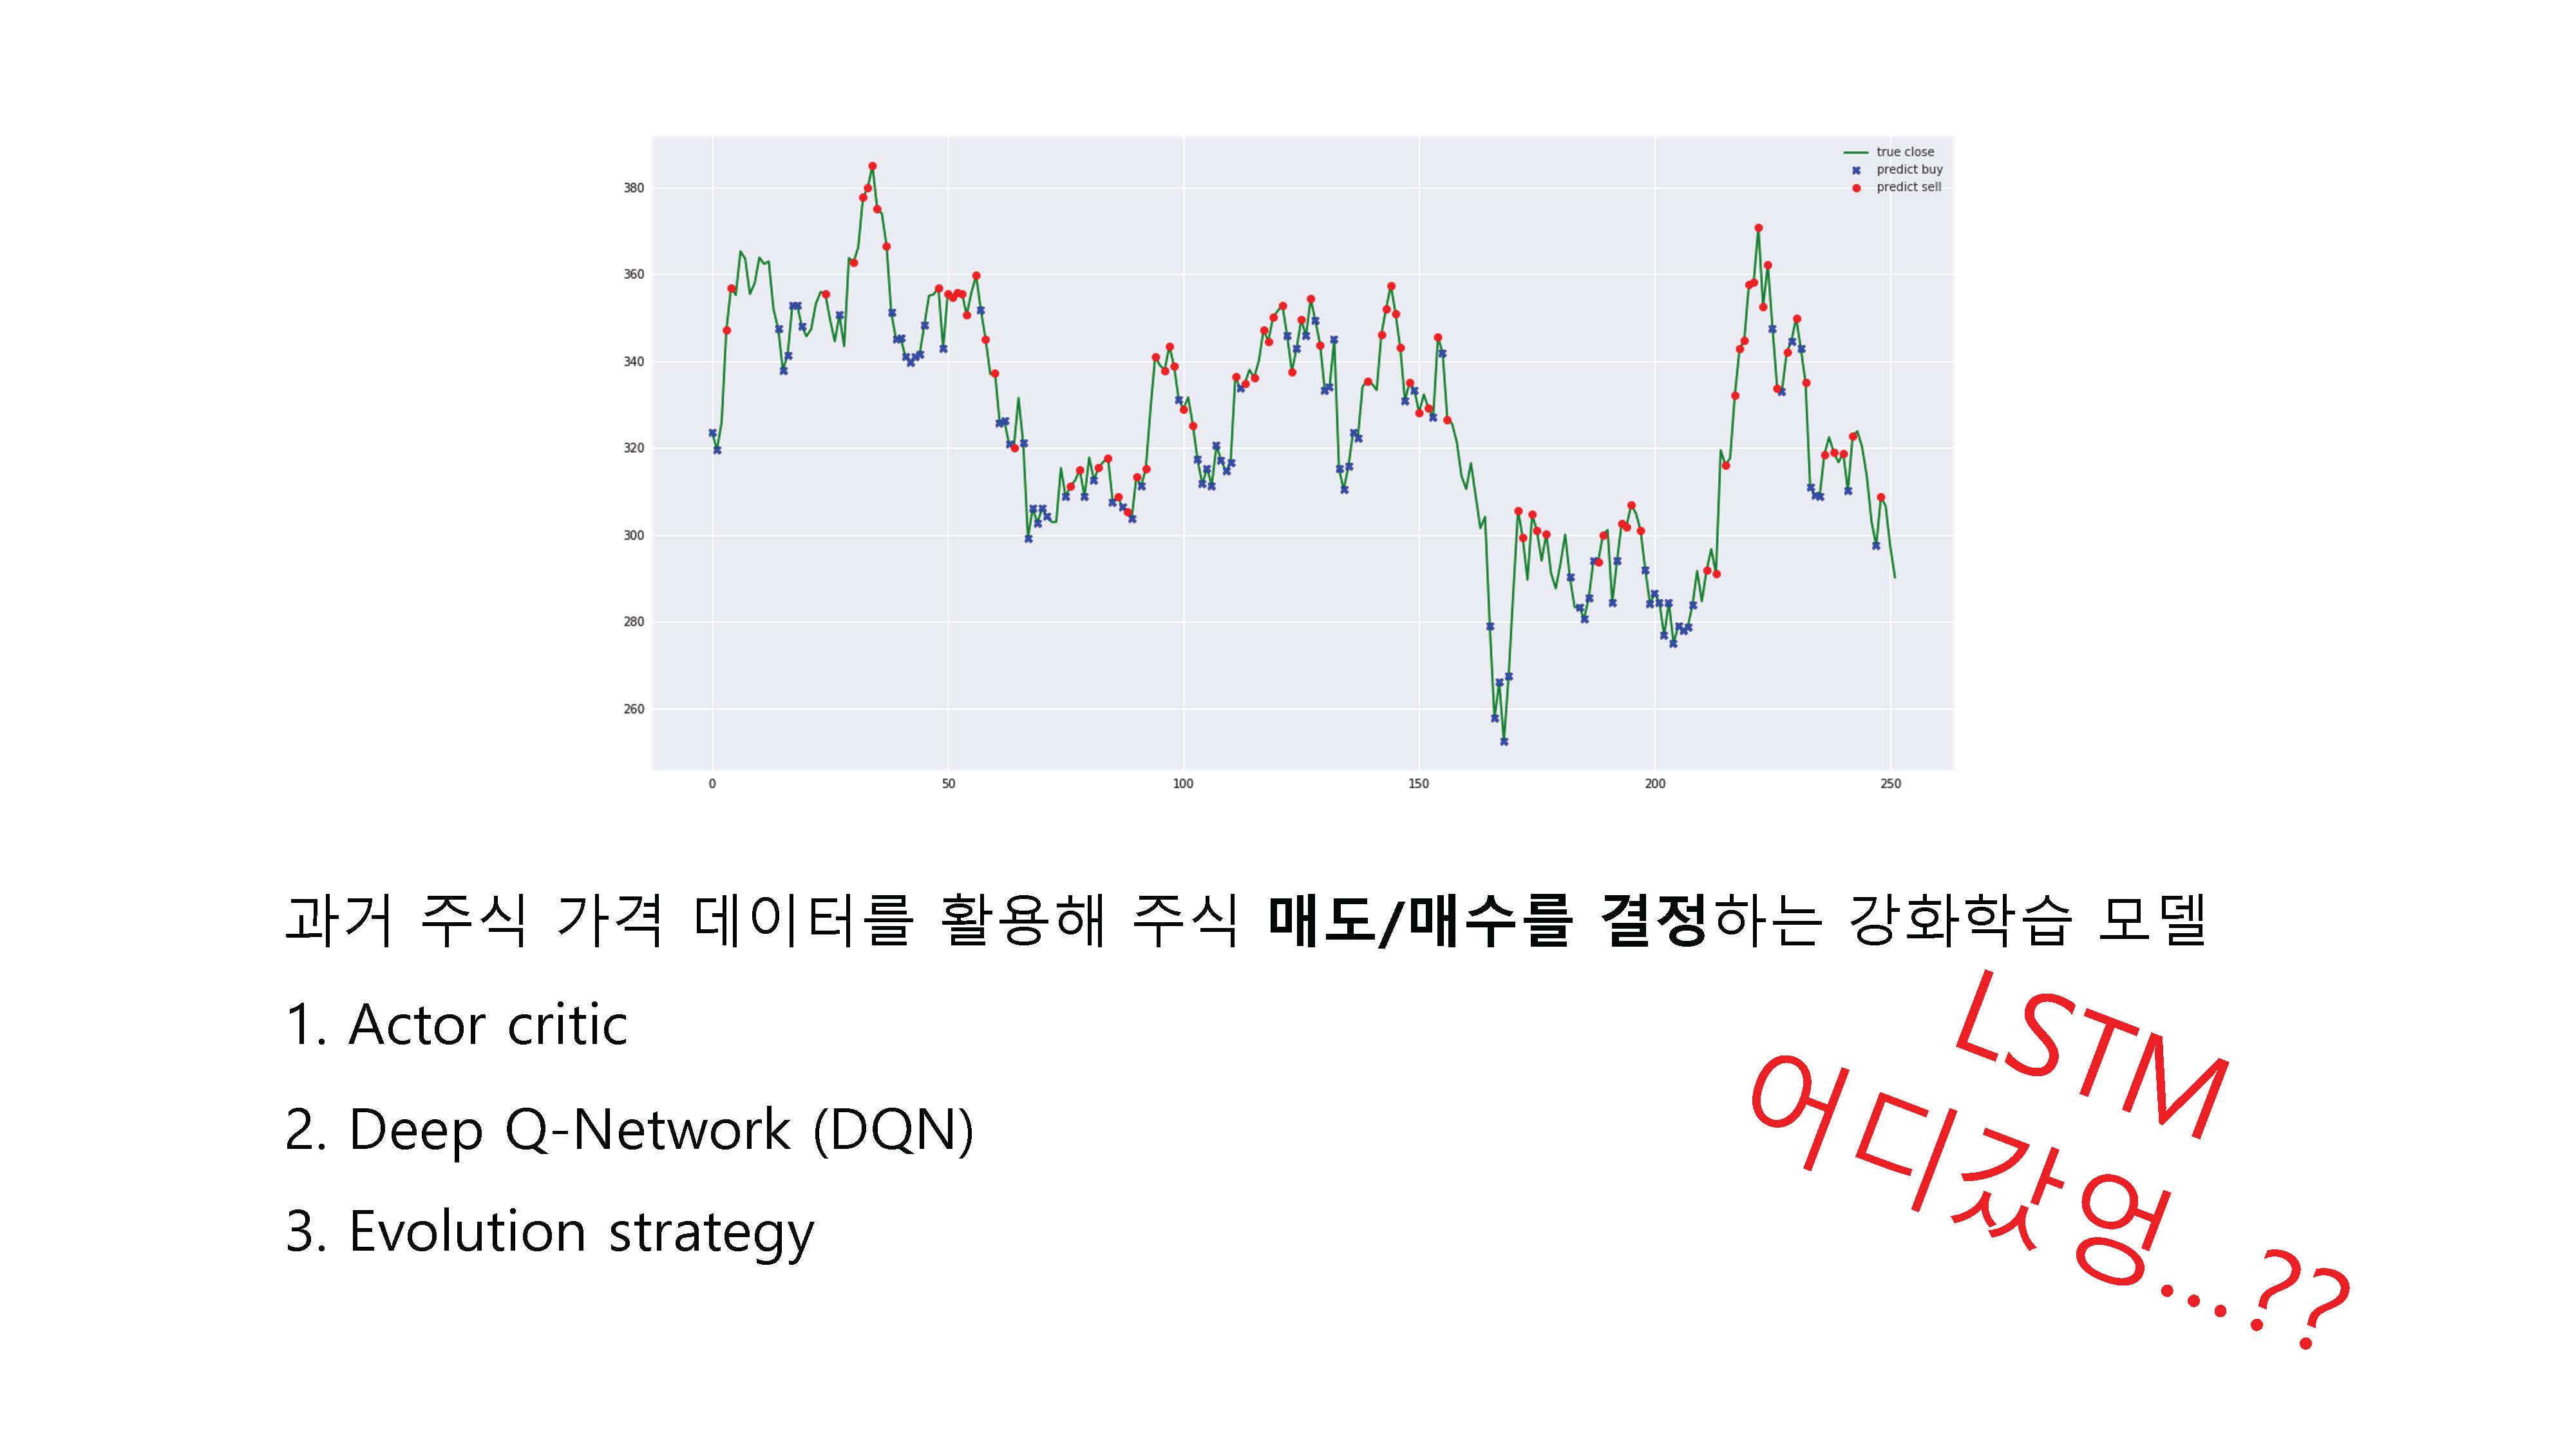 true close
predict buy
predict sell
380
360
340
320
300
280
260
0 50 100 150 200 250
과거 주식 가격 데이터를 활용해 주식 매도/매수를 결정하는 강화학습 모델
1. Actor critic
2. Deep Q-Network (DQN)
3. Evolution strategy
LSTM
어디갔영...??